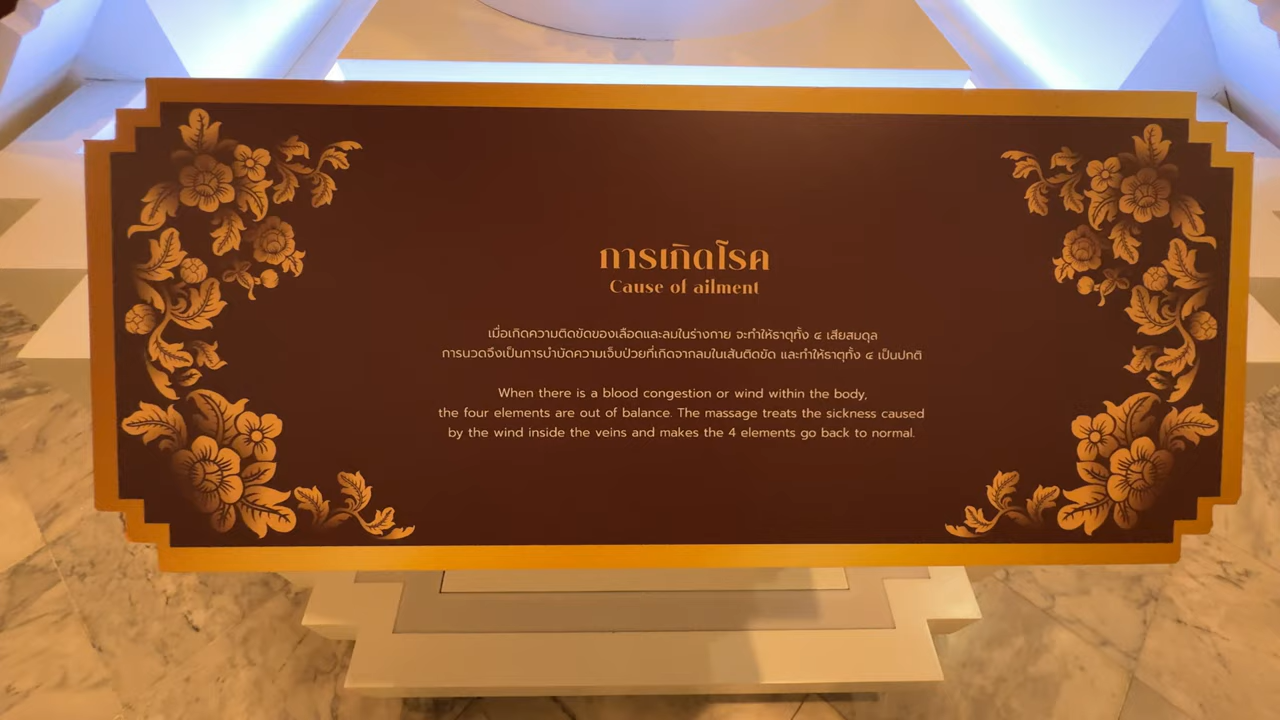 การเกิดโรค
Cause of ailment
เมื่อเกิดความติดขัดของเลือดและลมในร่างกาย จะทำให้ธาตุทั้ง ๔ เสียสมดุล
การนวดจึงเป็นการบำบัดความเจ็บป่วยที่เกิดจากลมในเส้นติดขัด และทำให้ธาตุทั้ง ๔ เป็นปกติ
When there is a blood congestion or wind within the body,
the four elements are out of balance. The massage treats the sickness caused
by the wind inside the veins and makes the 4 elements go back to normal.